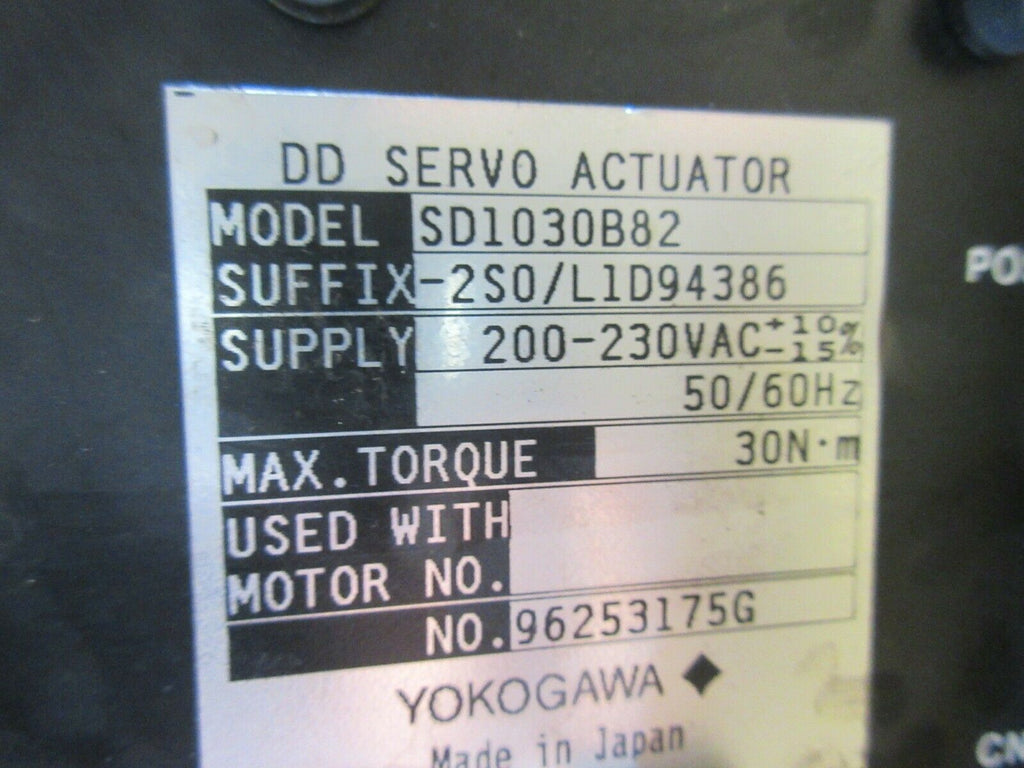 DD SERVO ACTUATOR
MODEL SD1030B82
SUFFIX -2S0/L1D94386
SUPPLY 200-230VAC +10 -15 %
50/60Hz
MAX.TORQUE 30N·m
USED WITH
MOTOR NO.
NO. 96253175G
YOKOGAWA
Made in Japan
CN